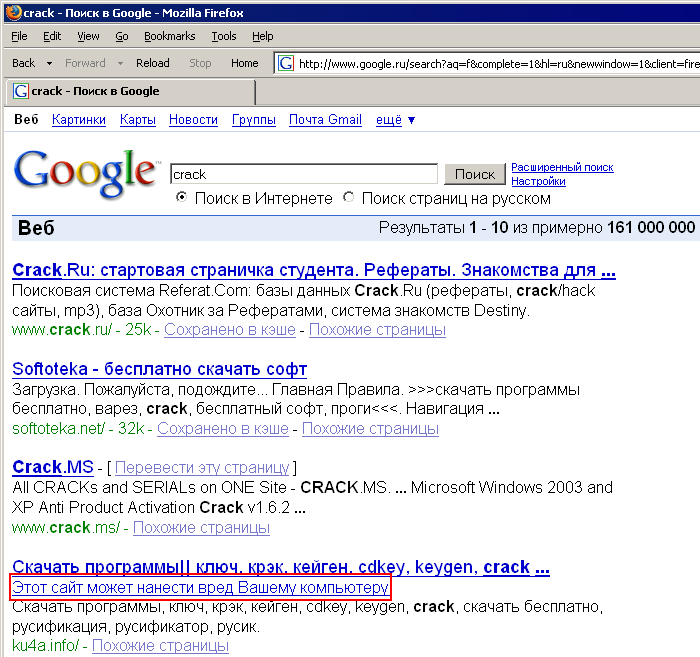 crack - Поиск в Google - Mozilla Firefox
File Edit View Go Bookmarks Tools Help
Back Forward Reload Stop Home http://www.google.ru/search?aq=f&complete=1&hl=ru&newwindow=1&client=fire
crack - Поиск в Google
Веб Картинки Карты Новости Группы Почта Gmail ещё ▼
Google™ crack Поиск Расширенный поиск
Настройки
Поиск в Интернете Поиск страниц на русском
Веб Результаты 1 - 10 из примерно 161 000 000
Crack.Ru: стартовая страничка студента. Рефераты. Знакомства для ...
Поисковая система Referat.Com: базы данных Crack.Ru (рефераты, crack/hack
сайты, mp3), база Охотник за Рефератами, система знакомств Destiny.
www.crack.ru/ - 25k - Сохранено в кэше - Похожие страницы
Softoteka - бесплатно скачать софт
Загрузка. Пожалуйста, подождите... Главная Правила. >>>скачать программы
бесплатно, варез, crack, бесплатный софт, проги<<<. Навигация ...
softoteka.net/ - 32k - Сохранено в кэше - Похожие страницы
Crack.MS - [ Перевести эту страницу ]
All CRACKs and SERIALs on ONE Site - CRACK.MS. ... Microsoft Windows 2003 and
XP Anti Product Activation Crack v1.6.2 ...
www.crack.ms/ - Похожие страницы
Скачать программы|| ключ, крэк, кейген, cdkey, keygen, crack ...
Этот сайт может нанести вред Вашему компьютеру
Скачать программы, ключ, крэк, кейген, cdkey, keygen, crack, скачать бесплатно,
русификация, русификатор, русик.
ku4a.info/ - Похожие страницы